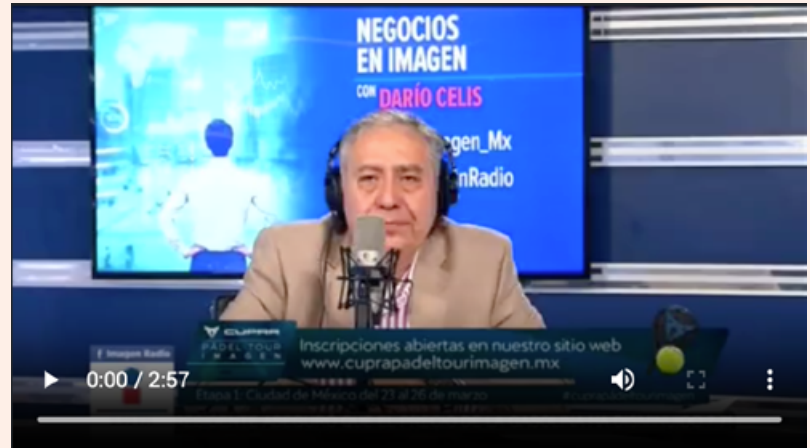 NEGOCIOS
EN IMAGEN
CON DARÍO CELIS
gen_Mx
nRadio
CUPRA
PADEL TOUR
IMAGEN
Inscripciones abiertas en nuestro sitio web
www.cuprapadeltourimagen.mx
f Imagen Radio
0:00 / 2:57
Etapa 1: Ciudad de México del 23 al 26 de marzo
#cuprapadeltourimagen